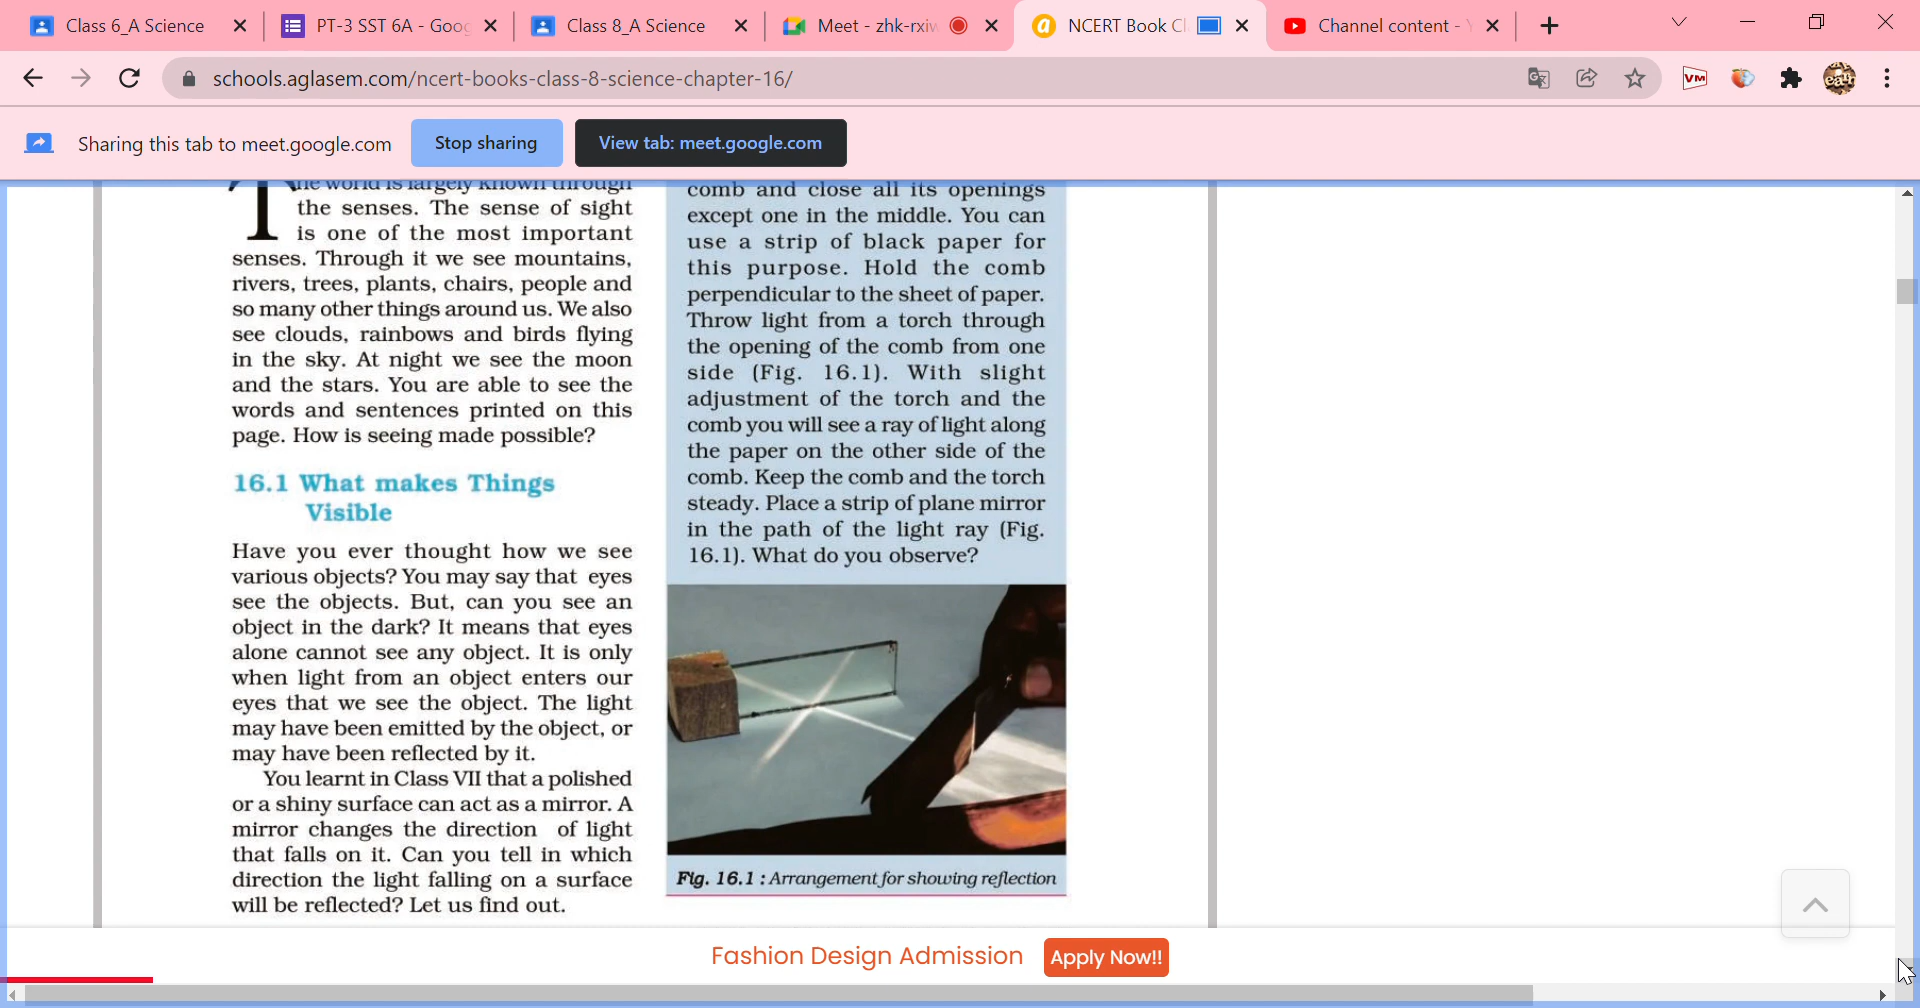 Class 6_A Science
PT-3 SST 6A - Goog
Class 8_A Science
Meet - zhk-rxiw
NCERT Book Cl
Channel content - Y
schools.aglasem.com/ncert-books-class-8-science-chapter-16/
VM
Sharing this tab to meet.google.com
Stop sharing
View tab: meet.google.com
The world is largely known through
the senses. The sense of sight
is one of the most important
senses. Through it we see mountains,
rivers, trees, plants, chairs, people and
so many other things around us. We also
see clouds, rainbows and birds flying
in the sky. At night we see the moon
and the stars. You are able to see the
words and sentences printed on this
page. How is seeing made possible?
16.1 What makes Things
Visible
Have you ever thought how we see
various objects? You may say that eyes
see the objects. But, can you see an
object in the dark? It means that eyes
alone cannot see any object. It is only
when light from an object enters our
eyes that we see the object. The light
may have been emitted by the object, or
may have been reflected by it.
You learnt in Class VII that a polished
or a shiny surface can act as a mirror. A
mirror changes the direction of light
that falls on it. Can you tell in which
direction the light falling on a surface
will be reflected? Let us find out.
comb and close all its openings
except one in the middle. You can
use a strip of black paper for
this purpose. Hold the comb
perpendicular to the sheet of paper.
Throw light from a torch through
the opening of the comb from one
side (Fig. 16.1). With slight
adjustment of the torch and the
comb you will see a ray of light along
the paper on the other side of the
comb. Keep the comb and the torch
steady. Place a strip of plane mirror
in the path of the light ray (Fig.
16.1). What do you observe?
Fig. 16.1 : Arrangement for showing reflection
Fashion Design Admission
Apply Now!!